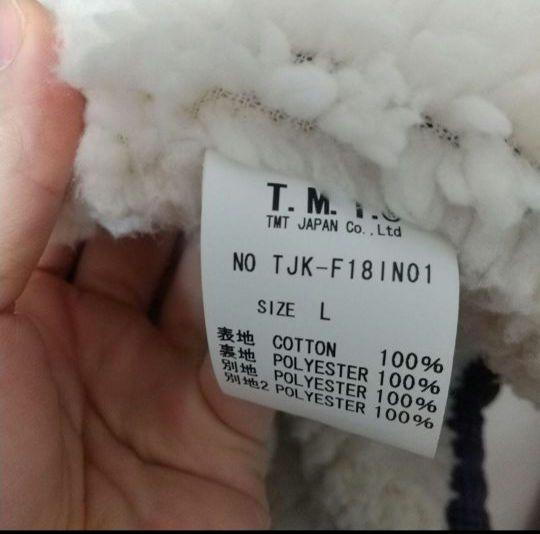 T.M.T.®
TMT JAPAN Co.,Ltd
NO TJK-F18IN01
SIZE L
表地 COTTON 100%
裏地 POLYESTER 100%
別地 POLYESTER 100%
別地2 POLYESTER 100%